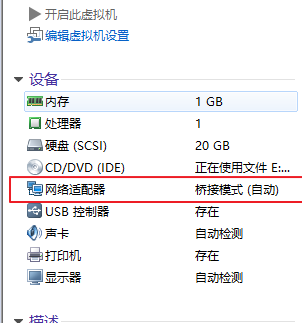 开启此虚拟机
编辑虚拟机设置
设备
内存 1 GB
处理器 1
硬盘 (SCSI) 20 GB
CD/DVD (IDE) 正在使用文件 E:...
网络适配器 桥接模式 (自动)
USB 控制器 存在
声卡 自动检测
打印机 存在
显示器 自动检测
描述